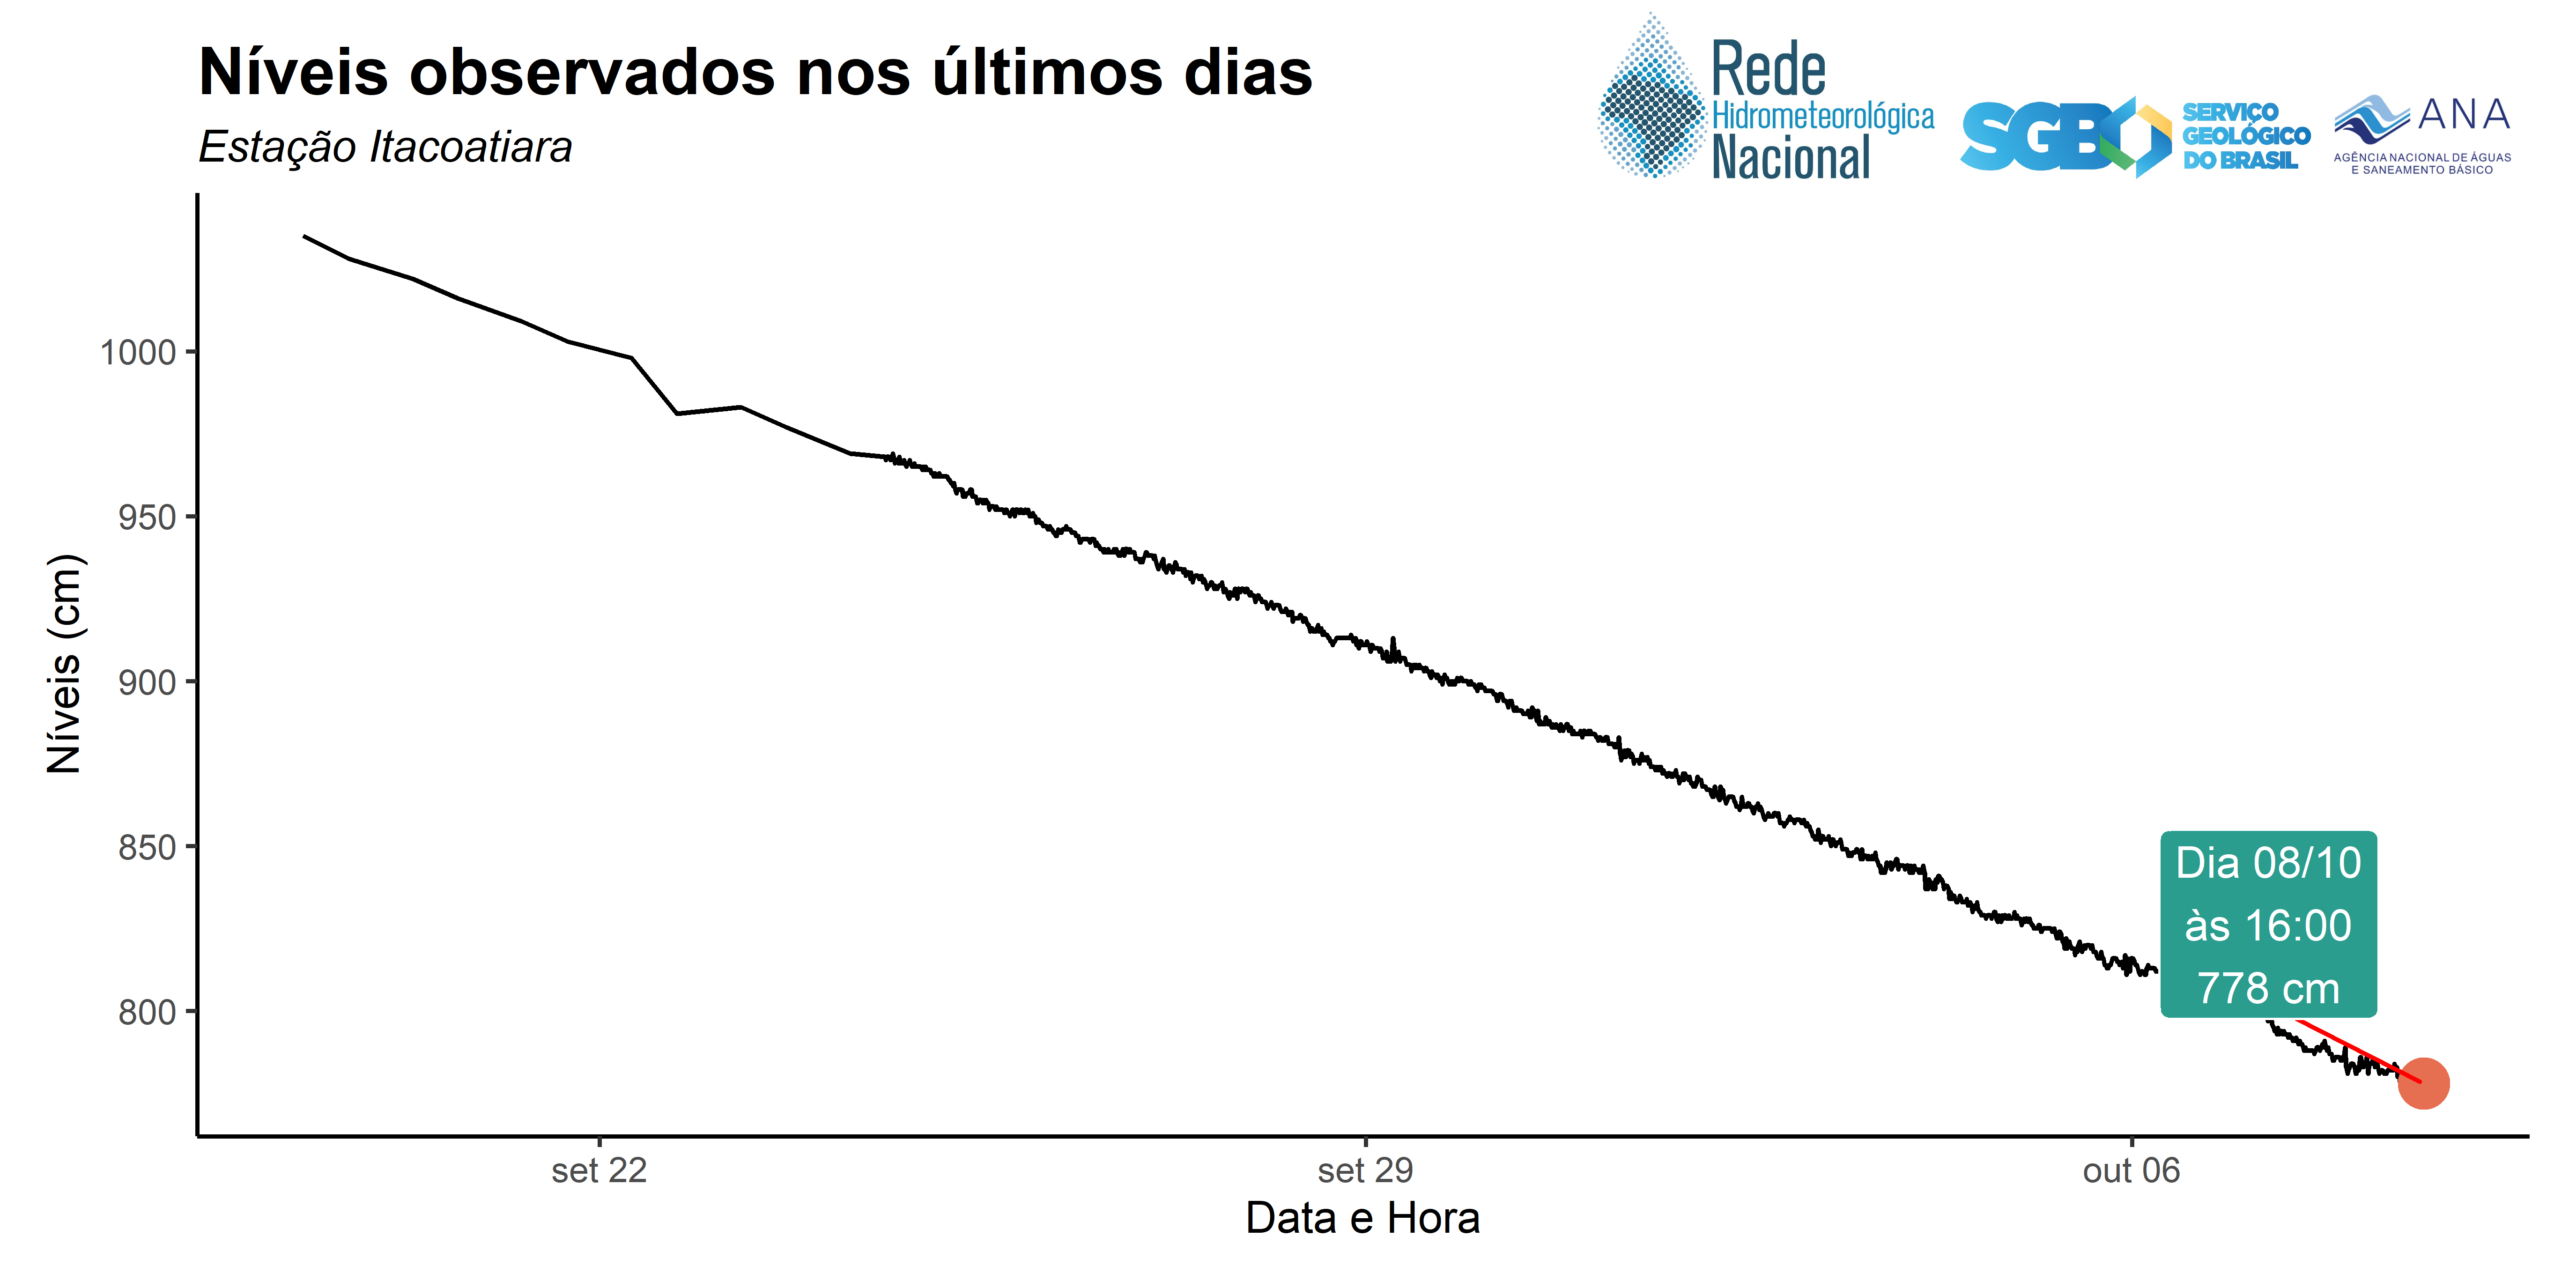 Níveis observados nos últimos dias
Estação Itacoatiara
Rede
Hidrometeorológica
Nacional
SGB
SERVIÇO
GEOLÓGICO
DO BRASIL
ANA
AGÊNCIA NACIONAL DE ÁGUAS
E SANEAMENTO BÁSICO
Níveis (cm)
1000
950
900
850
800
Dia 08/10
às 16:00
778 cm
set 22
set 29
out 06
Data e Hora